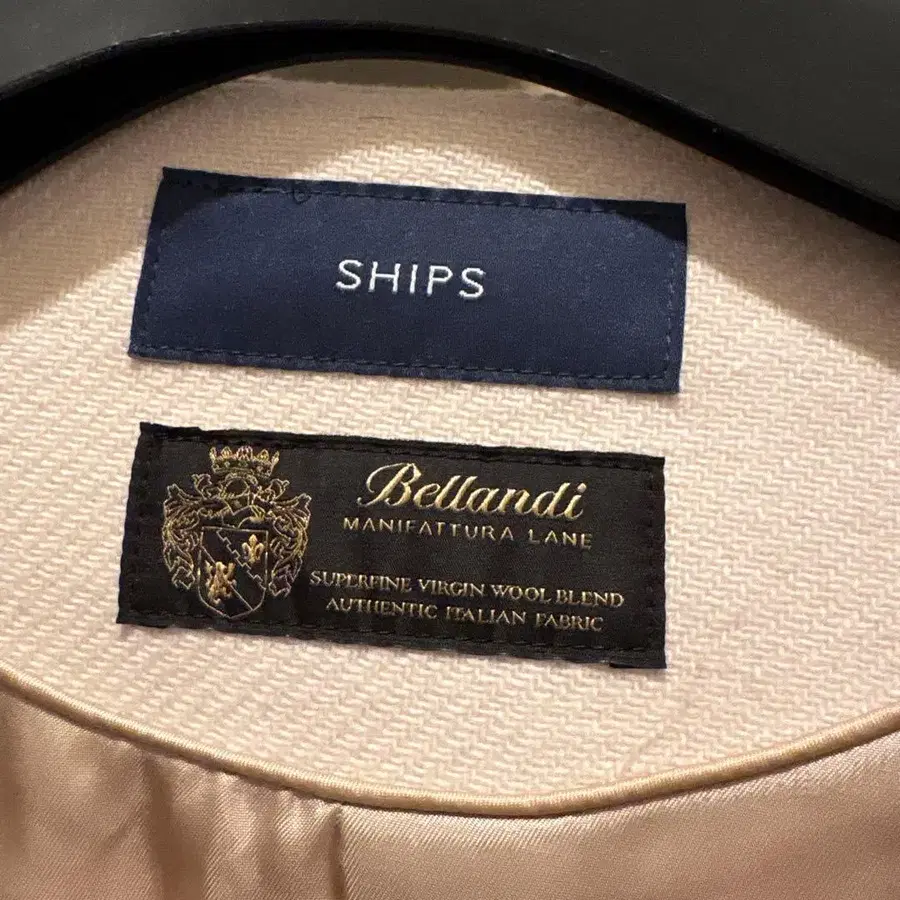 SHIPS
Bellandi
MANIFATTURA LANE
SUPERFINE VIRGIN WOOL BLEND
AUTHENTIC ITALIAN FABRIC